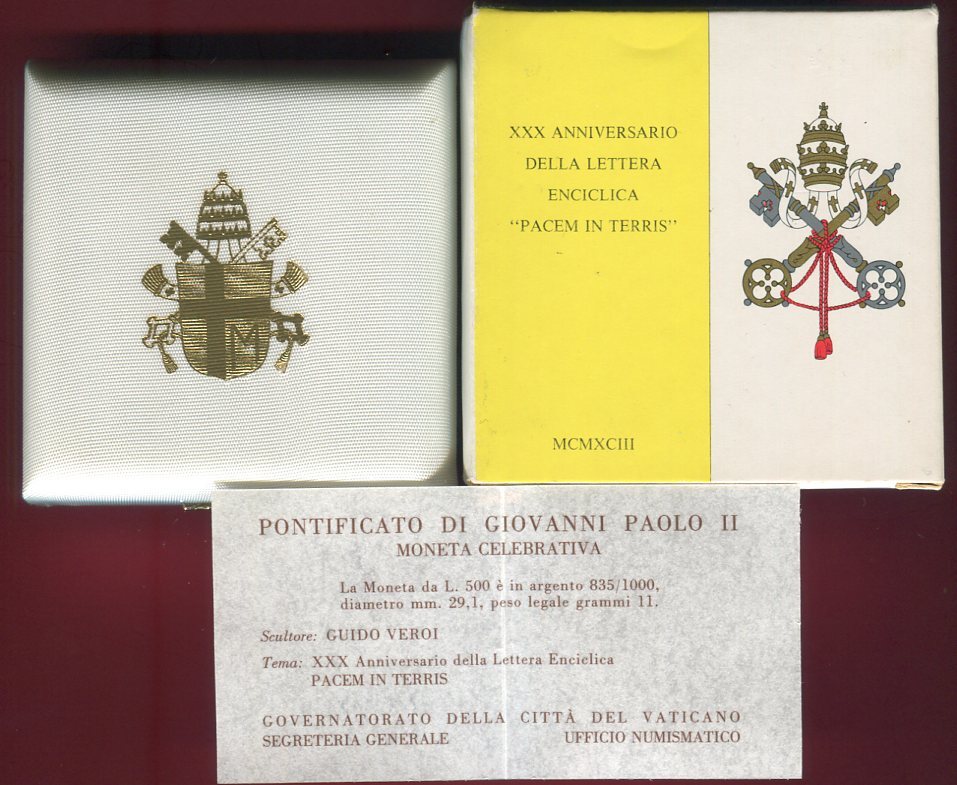 XXX ANNIVERSARIO
DELLA LETTERA
ENCICLICA
“PACEM IN TERRIS”
MCMXCIII
M
PONTIFICATO DI GIOVANNI PAOLO II
MONETA CELEBRATIVA
La Moneta da L. 500 è in argento 835/1000,
diametro mm. 29,1, peso legale grammi 11.
Scultore: GUIDO VEROI
Tema: XXX Anniversario della Lettera Enciclica
PACEM IN TERRIS
GOVERNATORATO DELLA CITTÀ DEL VATICANO
SEGRETERIA GENERALE UFFICIO NUMISMATICO